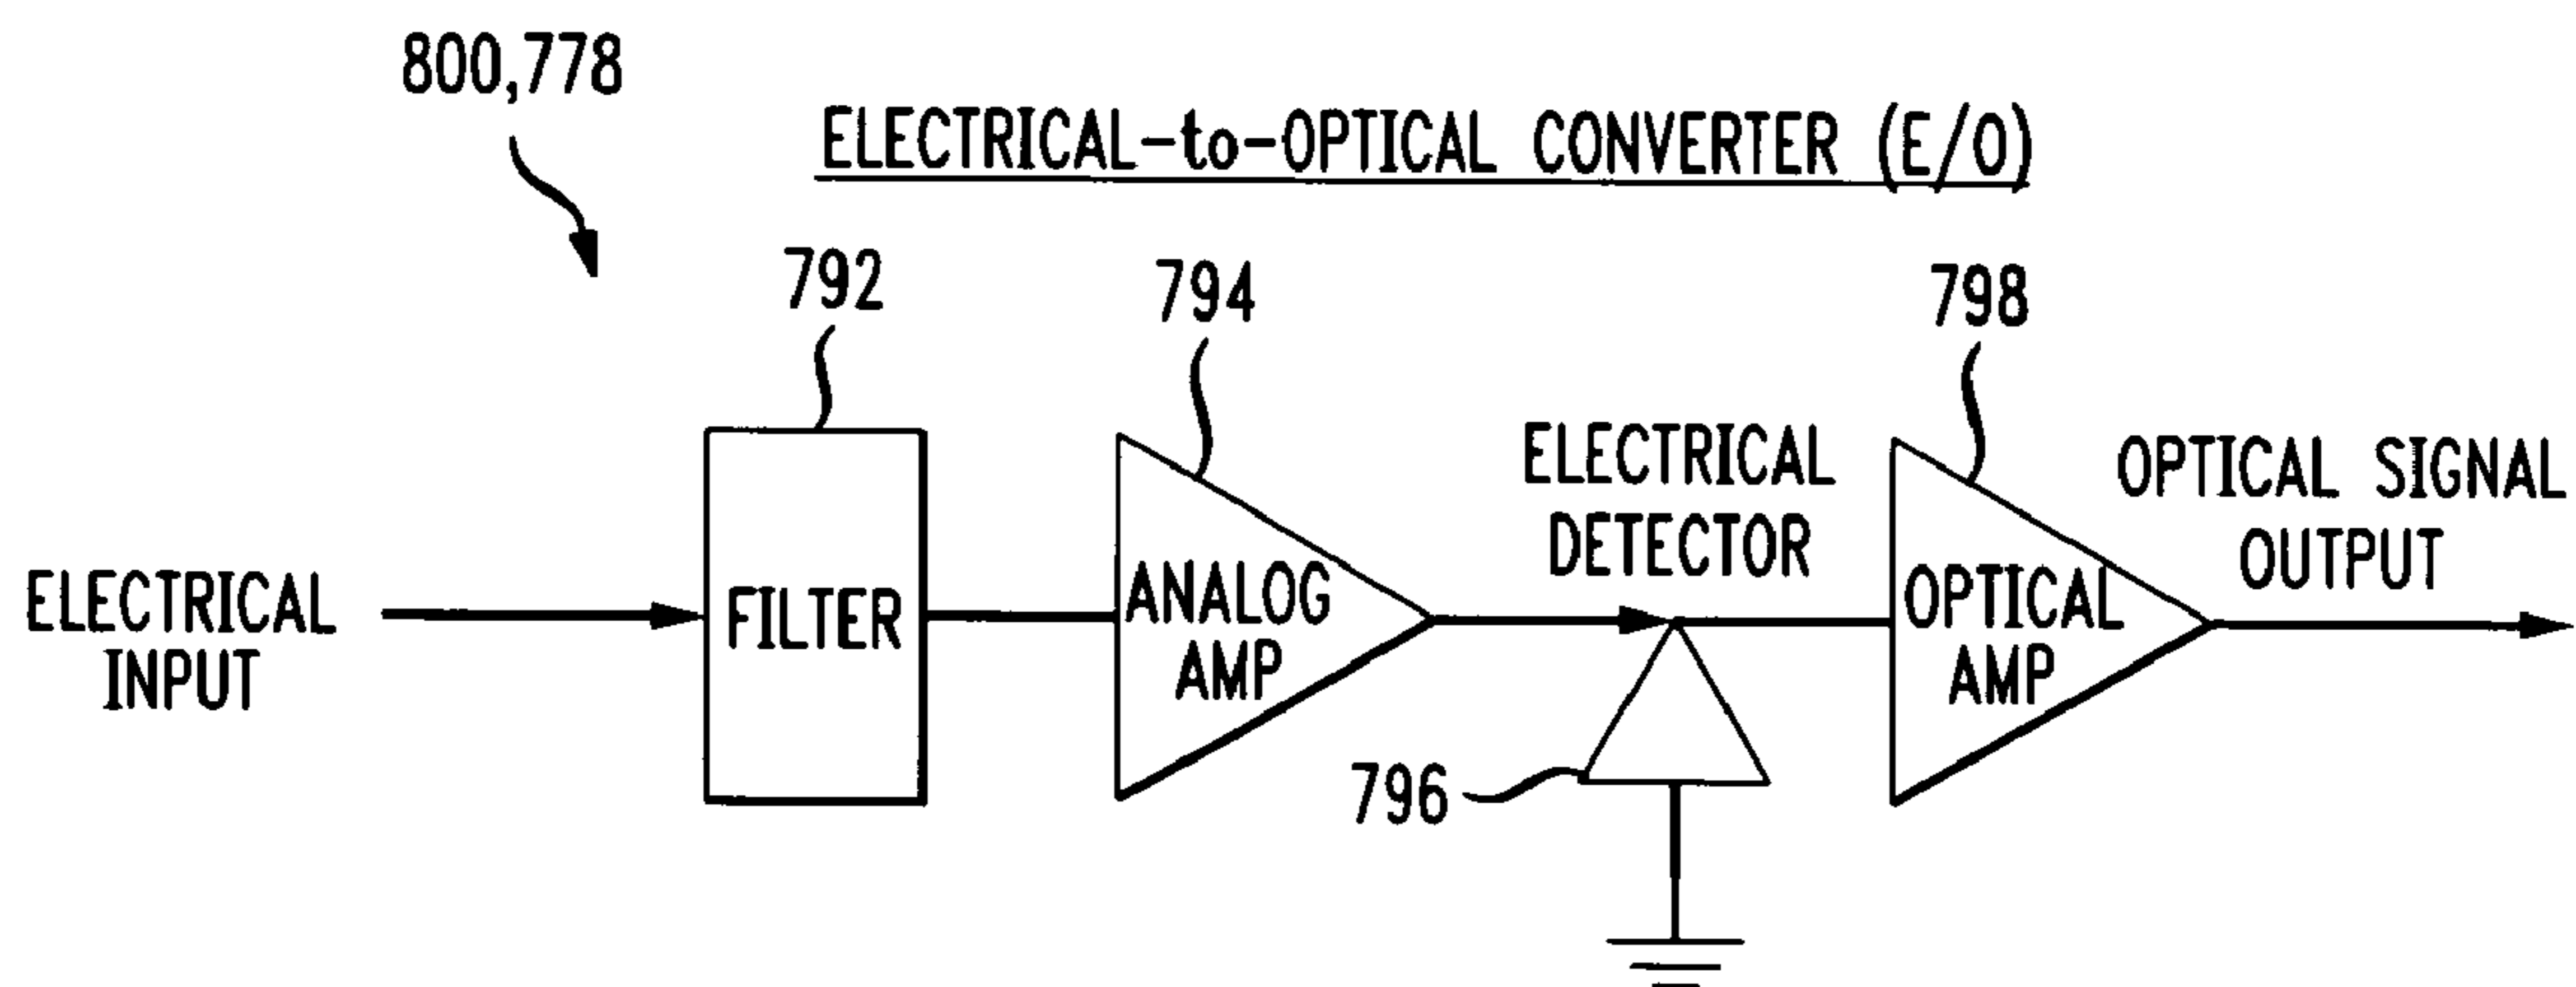 800,778
ELECTRICAL-to-OPTICAL CONVERTER (E/O)
792
794
798
ELECTRICAL
DETECTOR
OPTICAL SIGNAL
OUTPUT
ELECTRICAL
INPUT
FILTER
ANALOG
AMP
OPTICAL
AMP
796